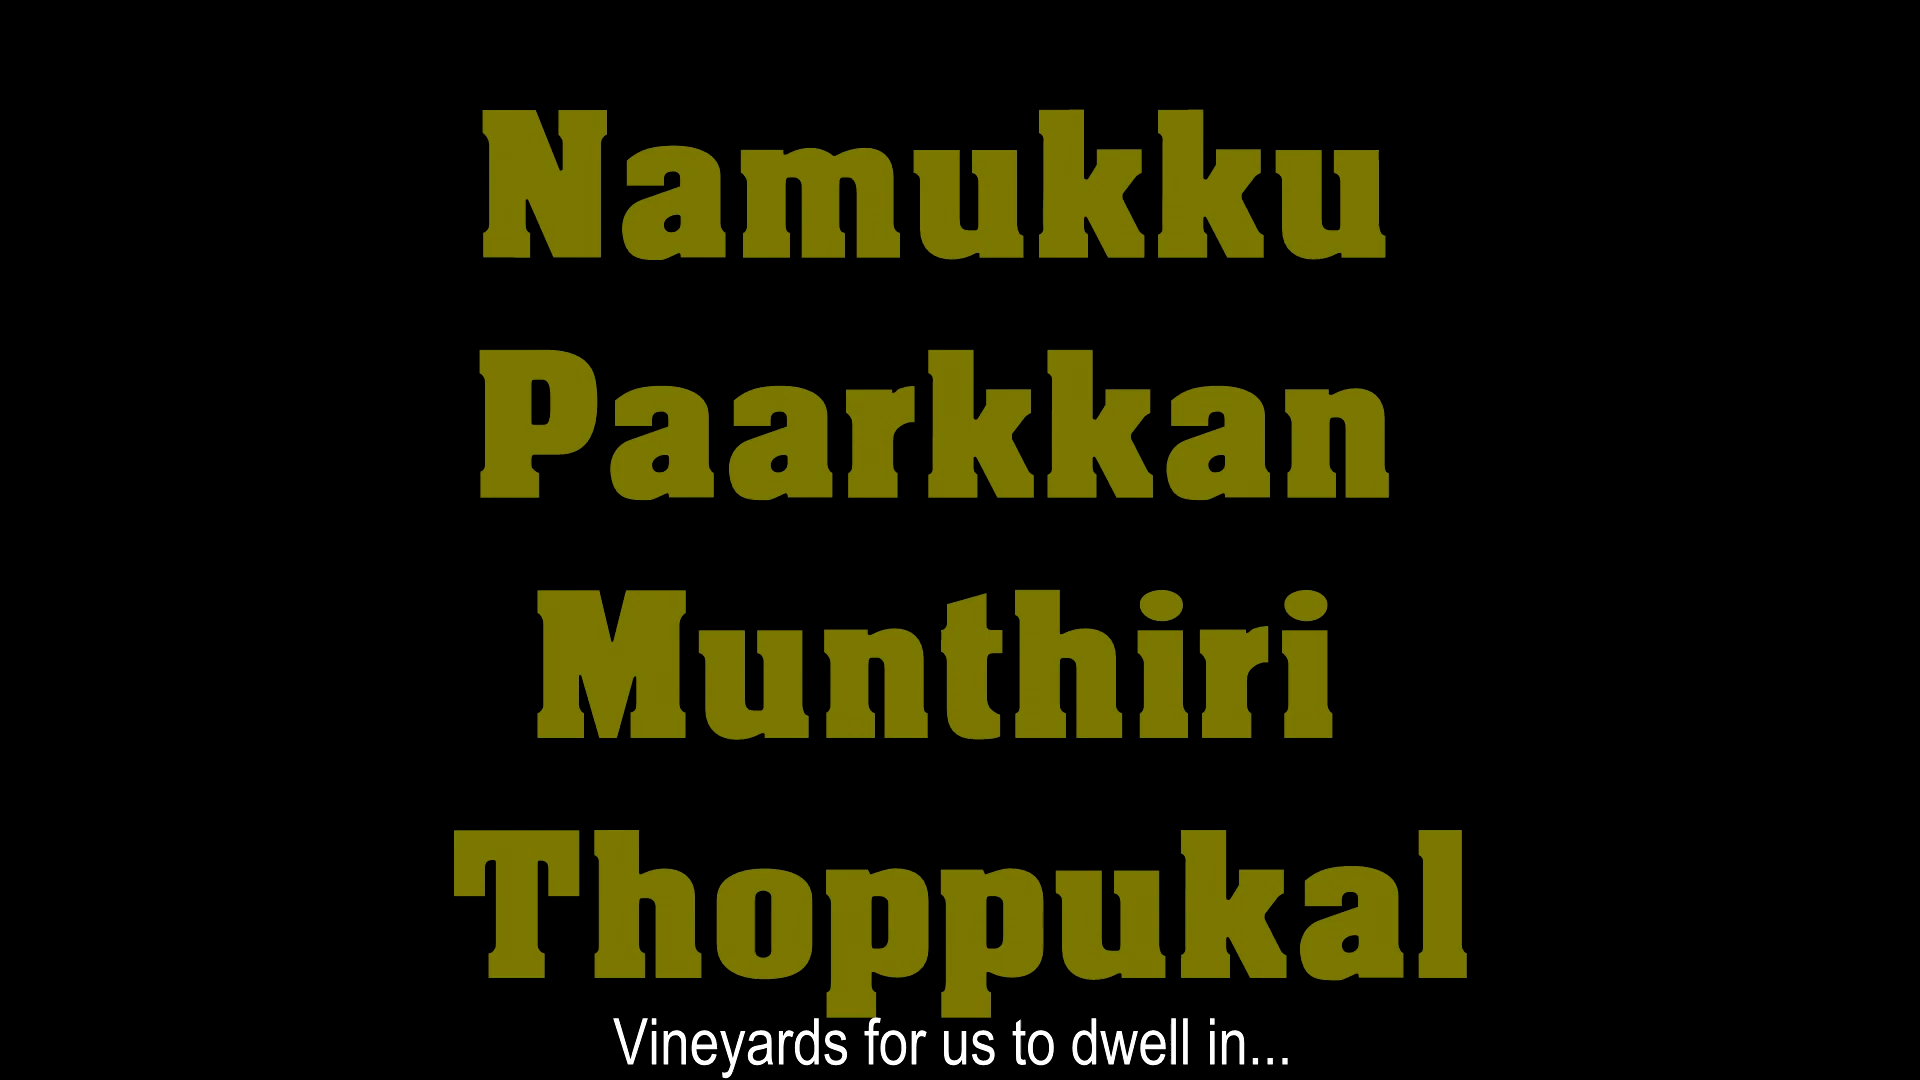 Namukku
Paarkkan
Munthiri
Thoppukal
Vineyards for us to dwell in...